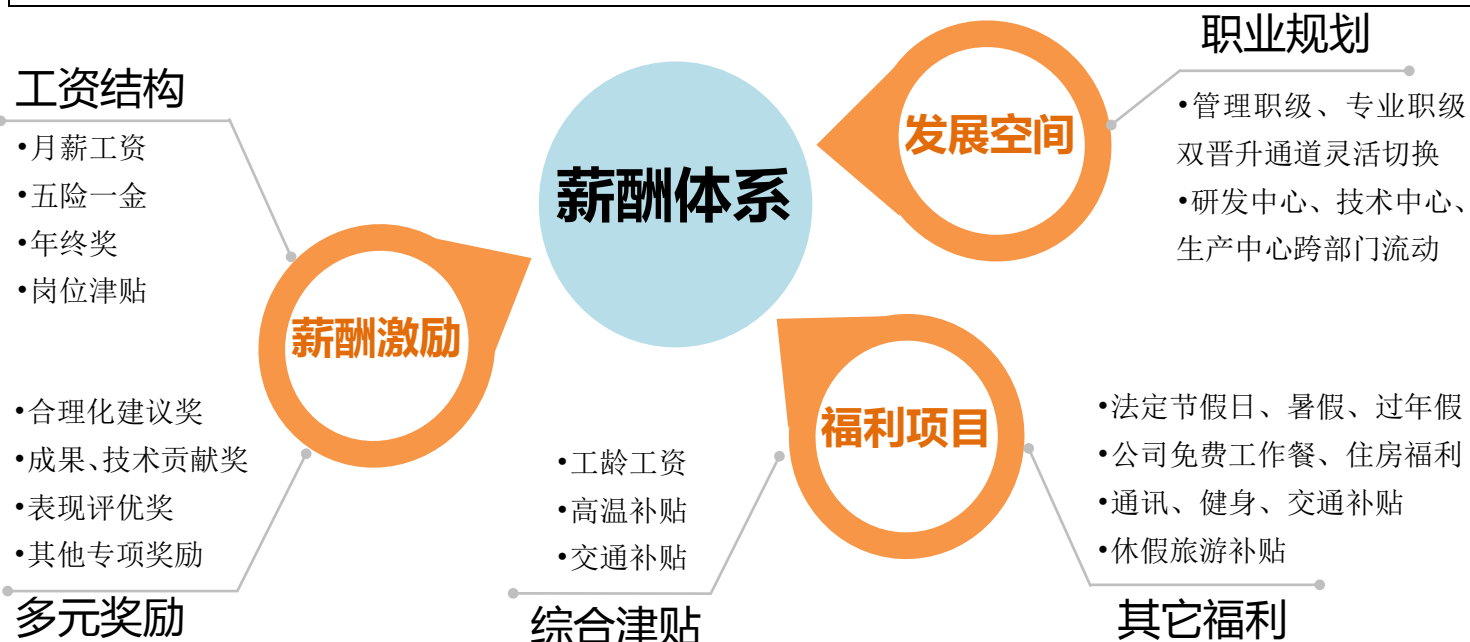 工资结构
•月薪工资
•五险一金
•年终奖
•岗位津贴
薪酬激励
•合理化建议奖
•成果、技术贡献奖
•表现评优奖
•其他专项奖励
多元奖励
薪酬体系
发展空间
职业规划
•管理职级、专业职级
双晋升通道灵活切换
•研发中心、技术中心、
生产中心跨部门流动
福利项目
•工龄工资
•高温补贴
•交通补贴
综合津贴
•法定节假日、暑假、过年假
•公司免费工作餐、住房福利
•通讯、健身、交通补贴
•休假旅游补贴
其它福利